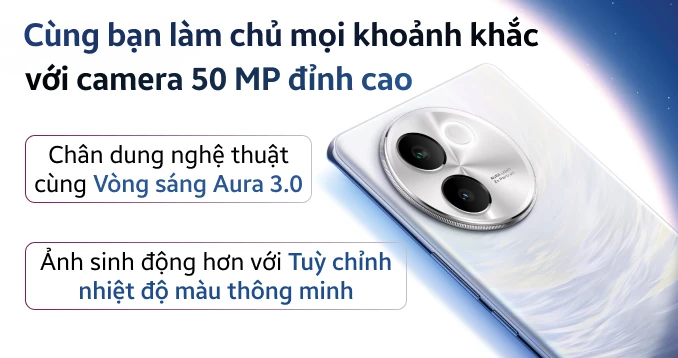 Cùng bạn làm chủ mọi khoảnh khắc
với camera 50 MP đỉnh cao
Chân dung nghệ thuật
cùng Vòng sáng Aura 3.0
Ảnh sinh động hơn với Tuỳ chỉnh
nhiệt độ màu thông minh